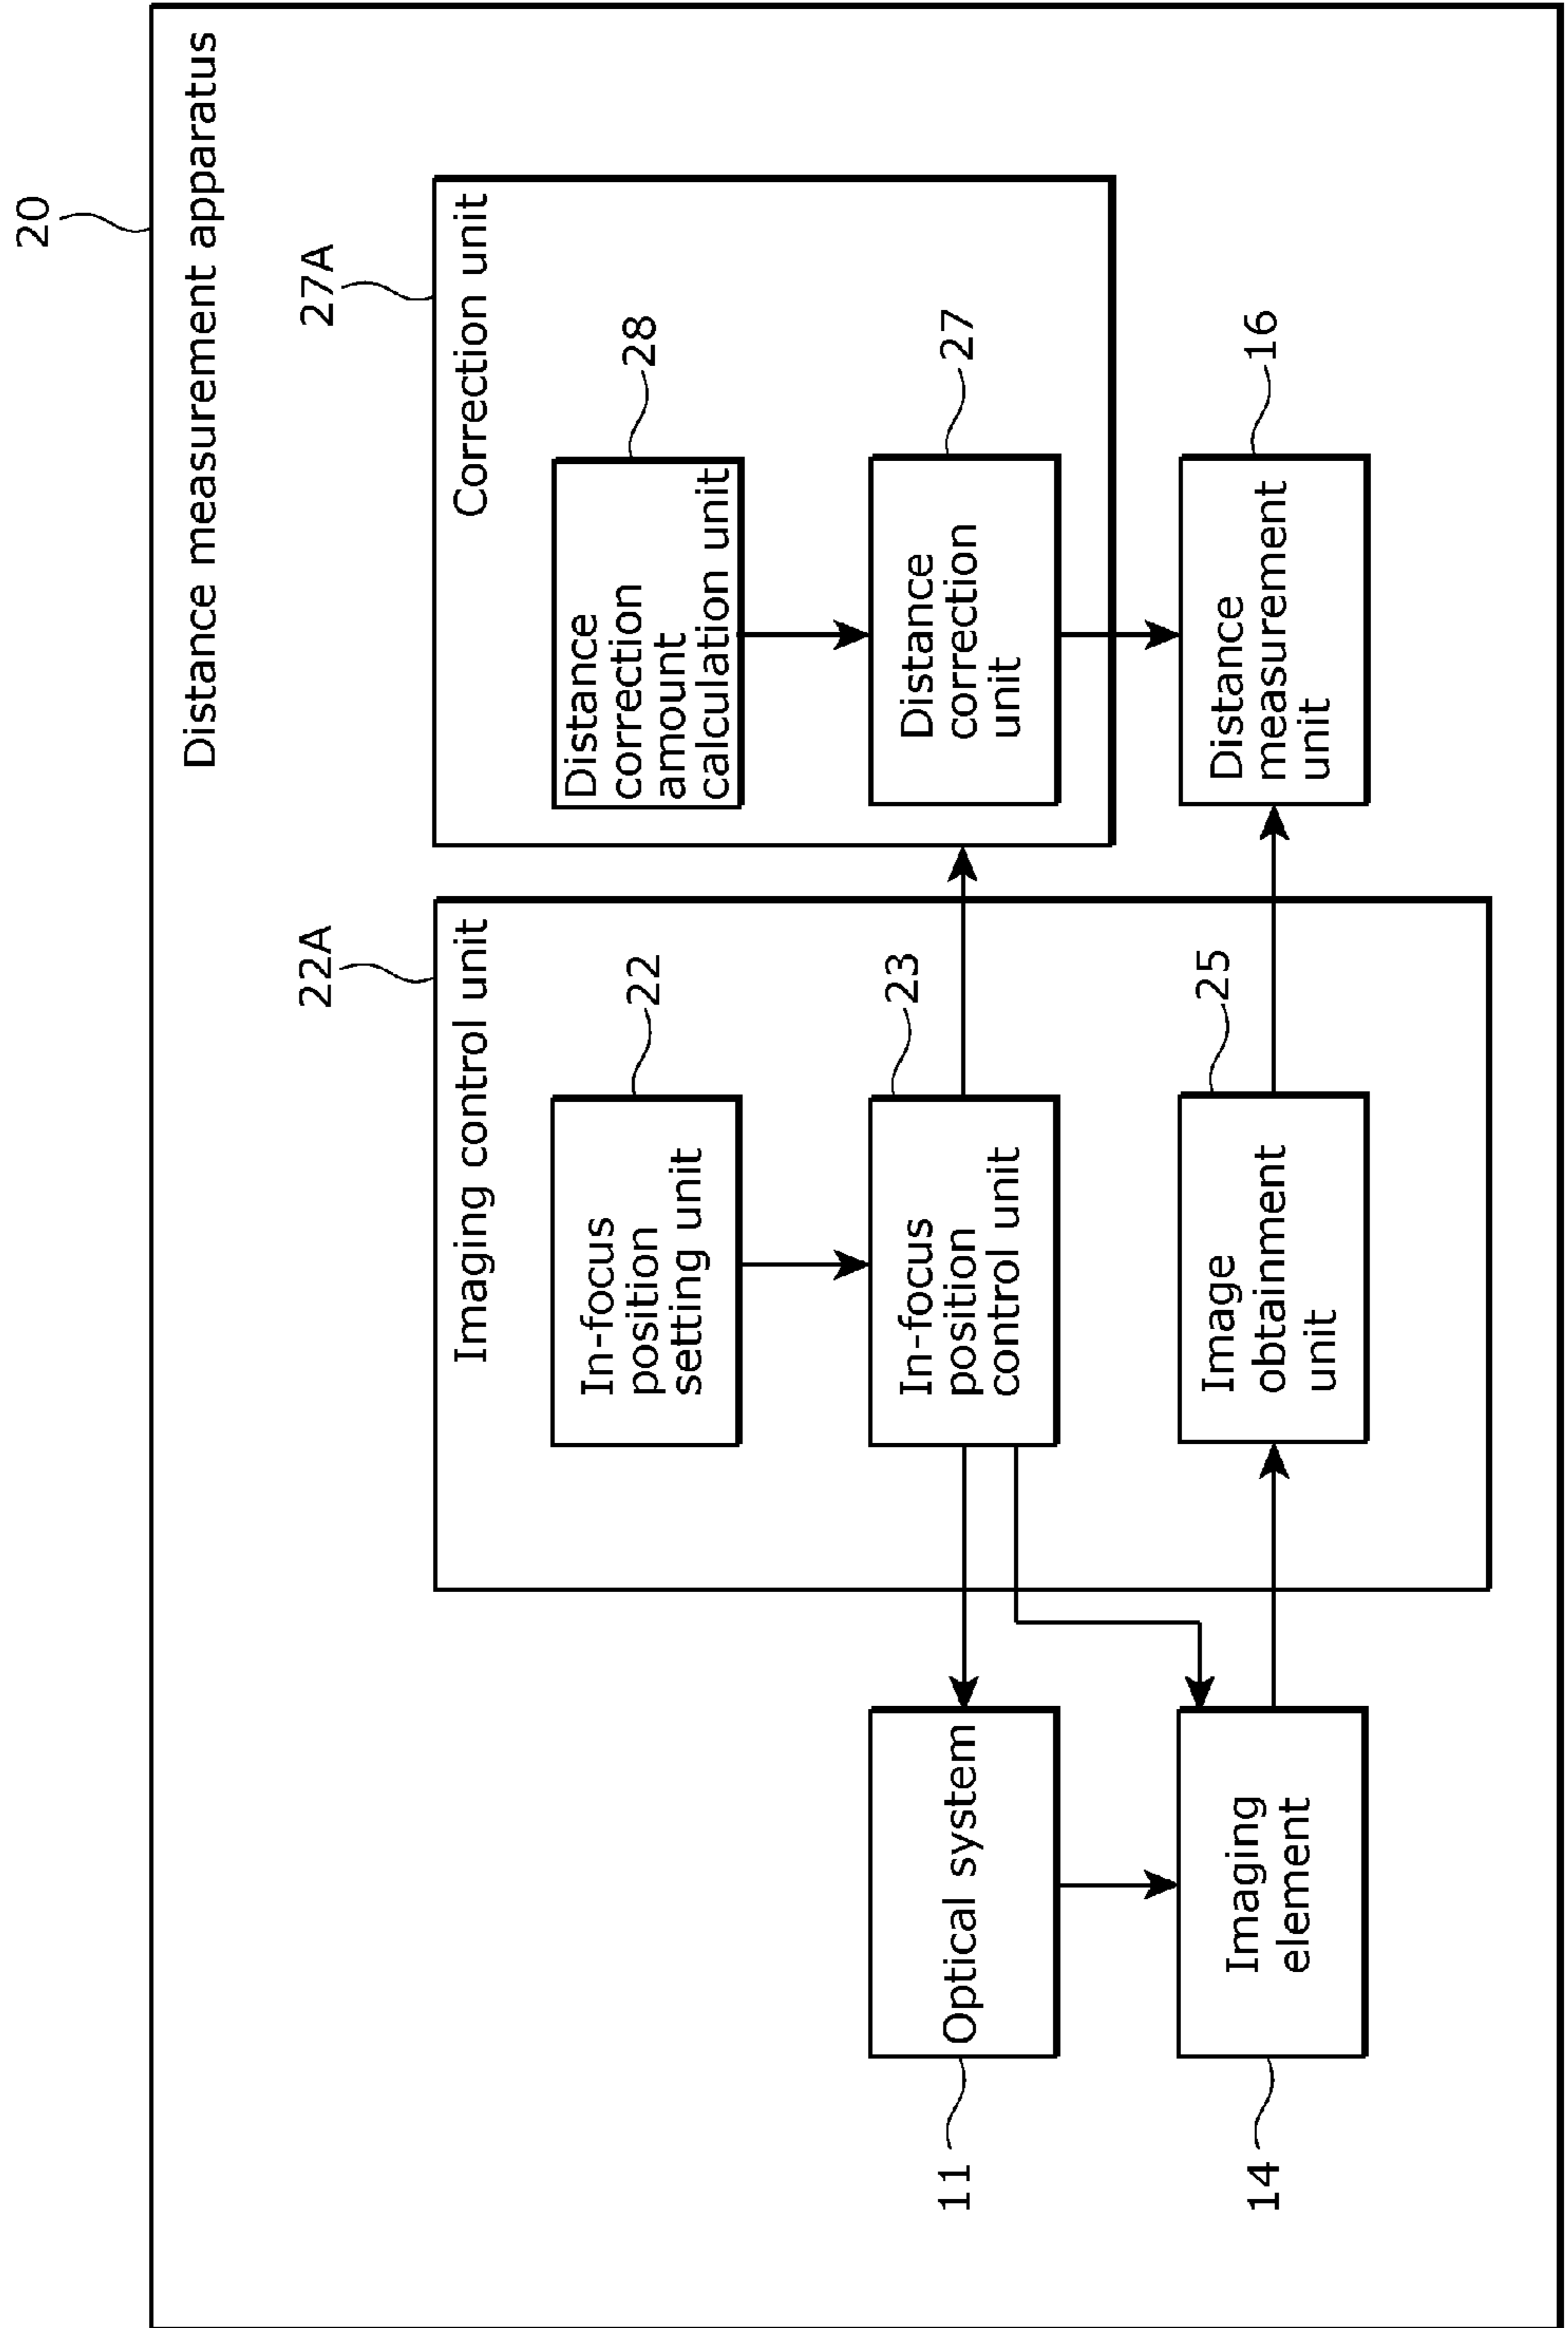 20
Distance measurement apparatus
22A
Imaging control unit
27A
Correction unit
22
In-focus
position
setting unit
28
Distance
correction
amount
calculation unit
11
Optical system
23
In-focus
position
control unit
27
Distance
correction
unit
14
Imaging
element
25
Image
obtainment
unit
16
Distance
measurement
unit